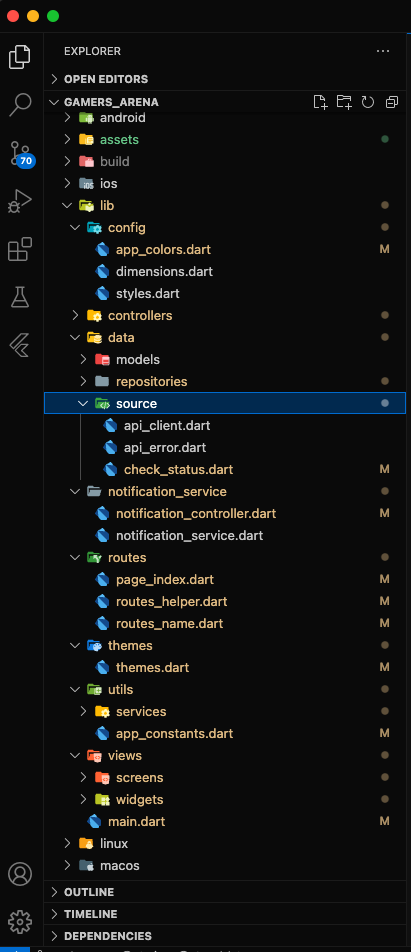 EXPLORER
OPEN EDITORS
GAMERS_ARENA
android
assets
build
ios
lib
config
app_colors.dart M
dimensions.dart
styles.dart
controllers
data
models
repositories
source
api_client.dart
api_error.dart
check_status.dart M
notification_service
notification_controller.dart M
notification_service.dart
routes
page_index.dart M
routes_helper.dart M
routes_name.dart M
themes
themes.dart M
utils
services
app_constants.dart M
views
screens
widgets
main.dart M
linux
macos
OUTLINE
TIMELINE
DEPENDENCIES
70
iOS